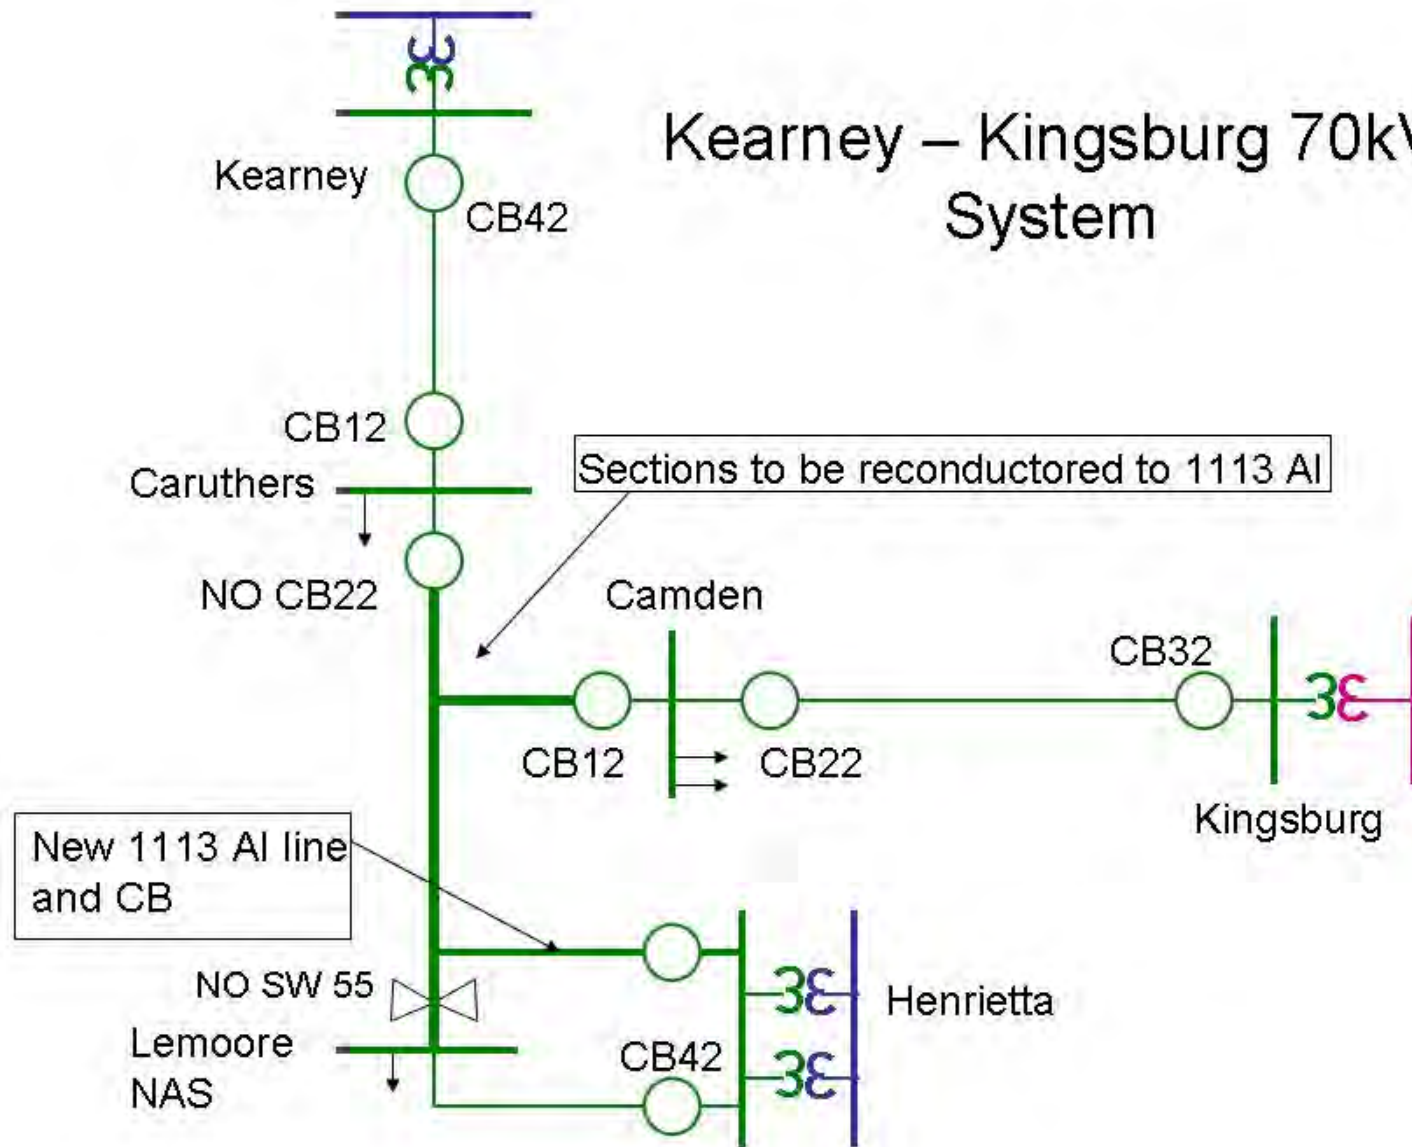 Kearney – Kingsburg 70kV
System
Kearney
CB42
CB12
Caruthers
Sections to be reconductored to 1113 Al
NO CB22
Camden
CB32
CB12
CB22
Kingsburg
New 1113 Al line
and CB
NO SW 55
Henrietta
Lemoore
NAS
CB42